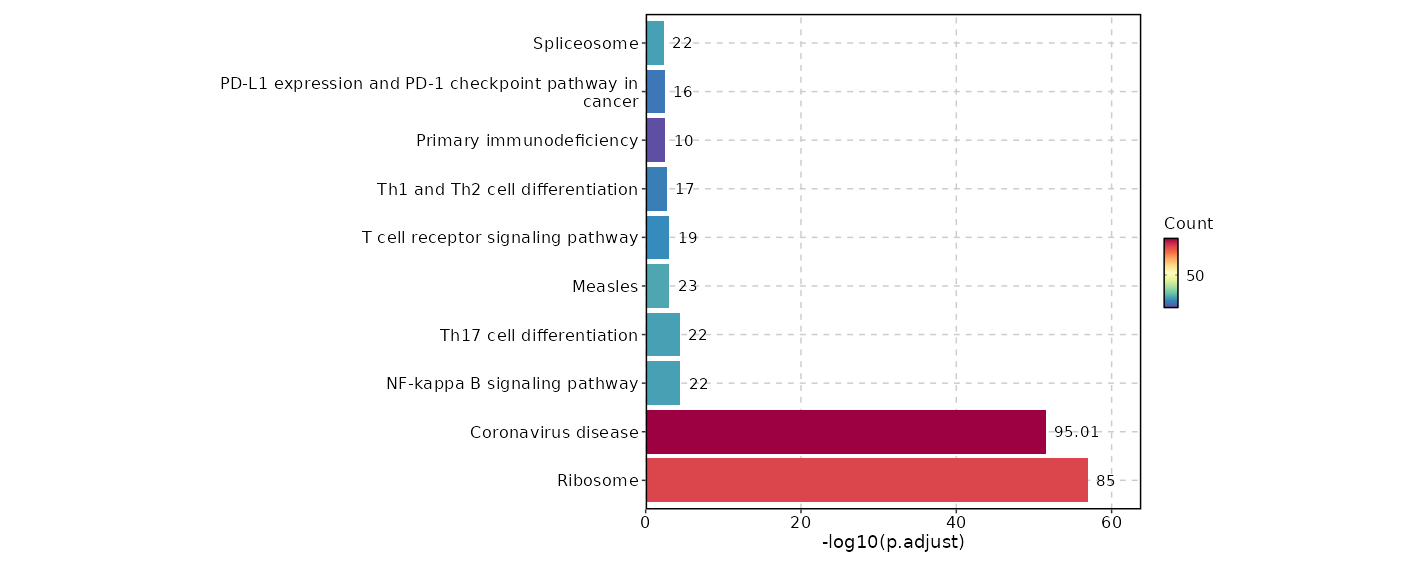 Spliceosome 22
PD-L1 expression and PD-1 checkpoint pathway in
cancer 16
Primary immunodeficiency 10
Th1 and Th2 cell differentiation 17
T cell receptor signaling pathway 19
Measles 23
Th17 cell differentiation 22
NF-kappa B signaling pathway 22
Coronavirus disease 95.01
Ribosome 85
0 20 40 60
-log10(p.adjust)
Count
50